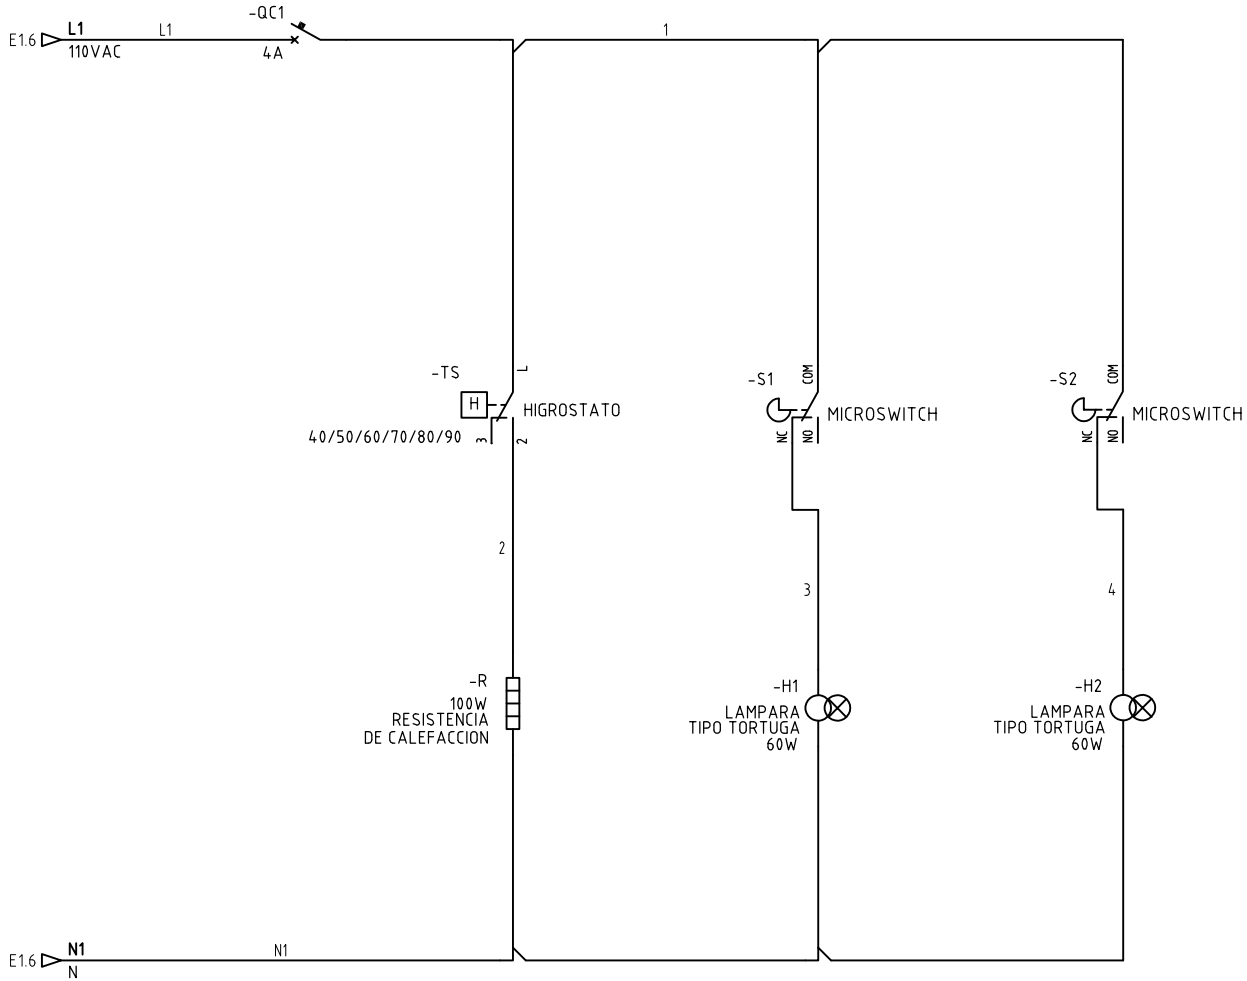 -QC1
E1.6
L1
L1
110VAC
4A
1
-TS
L
H
HIGROSTATO
40/50/60/70/80/90
3
2
-S1
COM
MICROSWITCH
NC
NO
-S2
COM
MICROSWITCH
NC
NO
2
3
4
-R
100W
RESISTENCIA
DE CALEFACCION
-H1
LAMPARA
TIPO TORTUGA
60W
-H2
LAMPARA
TIPO TORTUGA
60W
E1.6
N1
N1
N